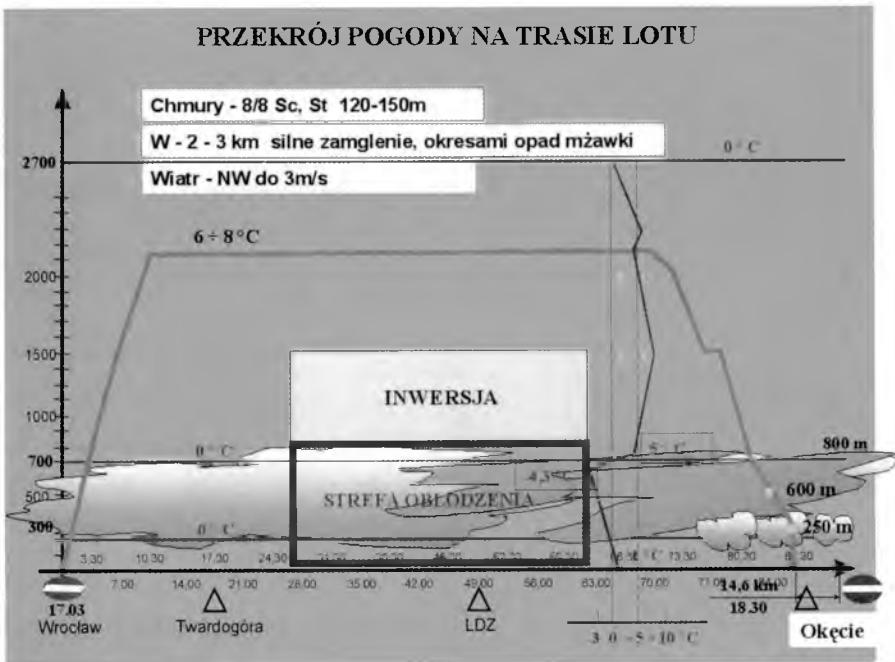 PRZEKRÓJ POGODY NA TRASIE LOTU
Chmury - 8/8 Sc, St 120-150m
W - 2 - 3 km silne zamglenie, okresami opad mżawki
Wiatr - NW do 3m/s
2700
0 ° C
6 ÷ 8 °C
2000
1500
INWERSJA
1000
700
0 ° C
800 m
500
STREFA OBLODZENIA
600 m
300
0 ° C
250 m
3,30 10,30 17,30 24,30
7,00 14,00 21,00 28,00 35,00 42,00 49,00 56,00 63,00 70,00
14,6 km
17.03
18.30
Wrocław Twardogóra LDZ Okęcie
3 0 +5 +10 °C